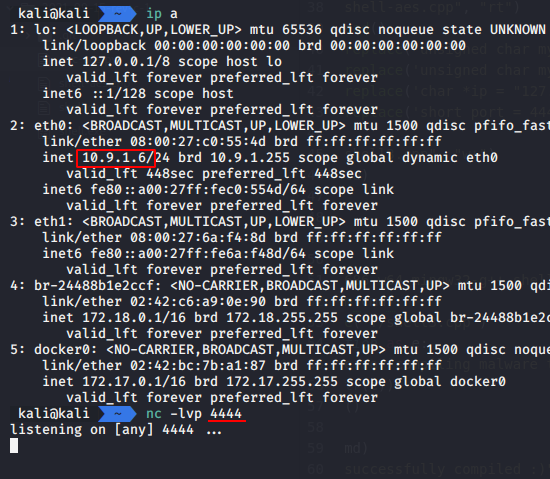 kali@kali ip a
1: lo: <LOOPBACK,UP,LOWER_UP> mtu 65536 qdisc noqueue state UNKNOWN
link/loopback 00:00:00:00:00:00 brd 00:00:00:00:00:00
inet 127.0.0.1/8 scope host lo
valid_lft forever preferred_lft forever
inet6 ::1/128 scope host
valid_lft forever preferred_lft forever
2: eth0: <BROADCAST,MULTICAST,UP,LOWER_UP> mtu 1500 qdisc pfifo_fast
link/ether 08:00:27:c0:55:4d brd ff:ff:ff:ff:ff:ff
inet 10.9.1.6/24 brd 10.9.1.255 scope global dynamic eth0
valid_lft 448sec preferred_lft 448sec
inet6 fe80::a00:27ff:fec0:554d/64 scope link
valid_lft forever preferred_lft forever
3: eth1: <BROADCAST,MULTICAST,UP,LOWER_UP> mtu 1500 qdisc pfifo_fast
link/ether 08:00:27:6a:f4:8d brd ff:ff:ff:ff:ff:ff
inet6 fe80::a00:27ff:fe6a:f48d/64 scope link
valid_lft forever preferred_lft forever
4: br-24488b1e2ccf: <NO-CARRIER,BROADCAST,MULTICAST,UP> mtu 1500 qdi
link/ether 02:42:c6:a9:0e:90 brd ff:ff:ff:ff:ff:ff
inet 172.18.0.1/16 brd 172.18.255.255 scope global br-24488b1e2c
valid_lft forever preferred_lft forever
5: docker0: <NO-CARRIER,BROADCAST,MULTICAST,UP> mtu 1500 qdisc noque
link/ether 02:42:bc:7b:a1:87 brd ff:ff:ff:ff:ff:ff
inet 172.17.0.1/16 brd 172.17.255.255 scope global docker0
valid_lft forever preferred_lft forever
kali@kali nc -lvp 4444
listening on [any] 4444 ...